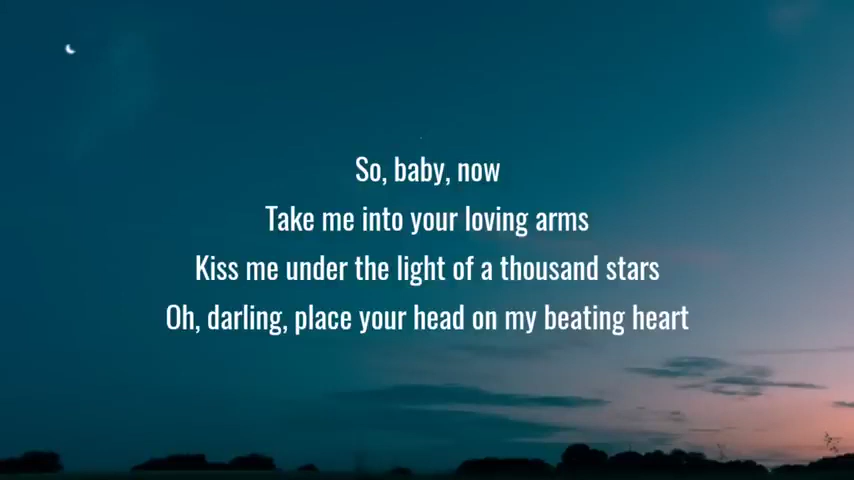 So, baby, now
Take me into your loving arms
Kiss me under the light of a thousand stars
Oh, darling, place your head on my beating heart